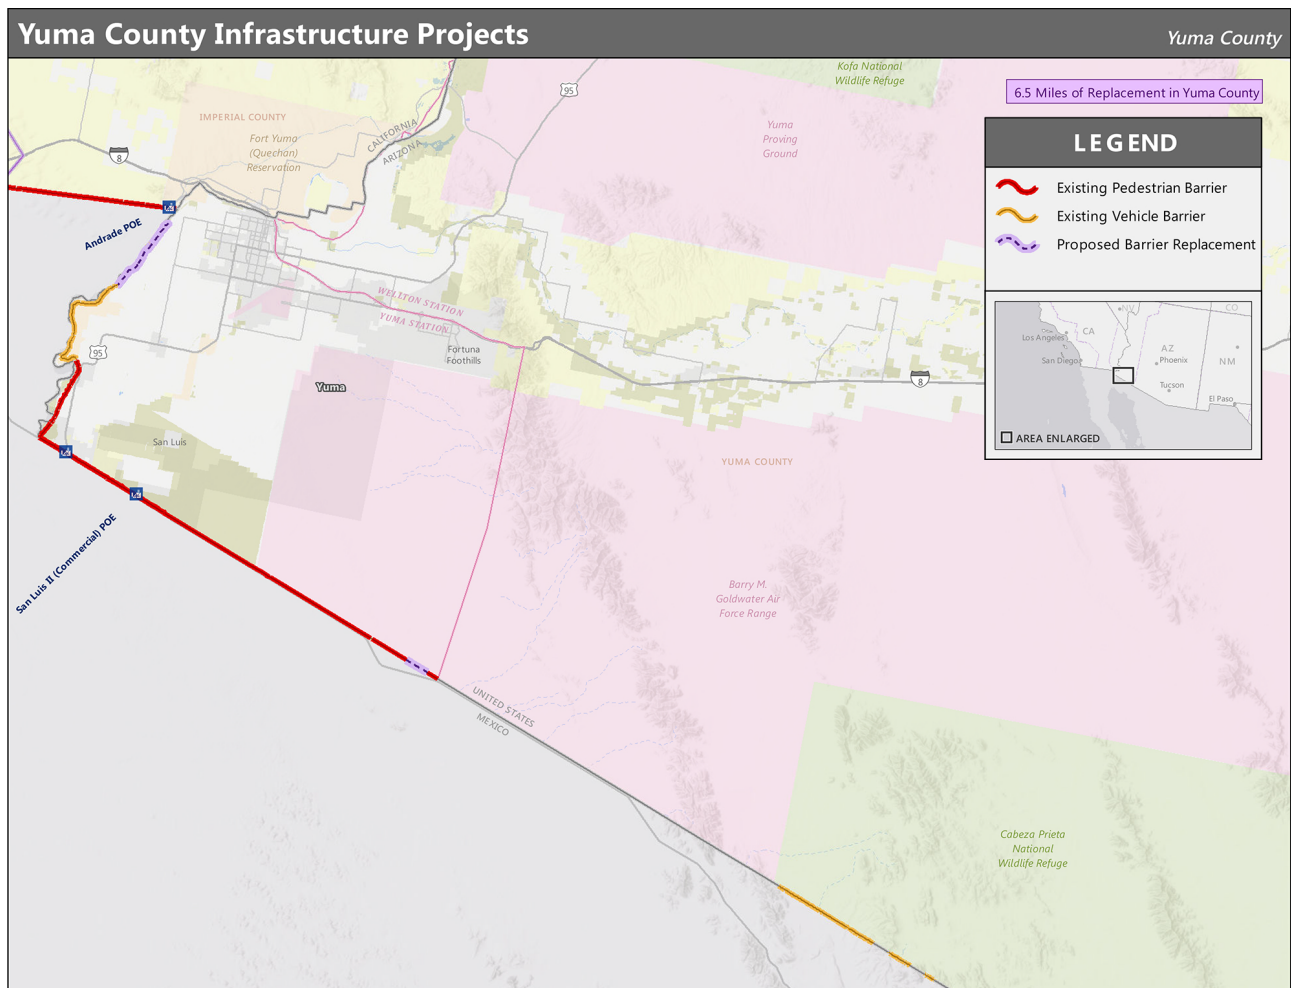 Yuma County Infrastructure Projects
Yuma County
Kofa National
Wildlife Refuge
95
6.5 Miles of Replacement in Yuma County
IMPERIAL COUNTY
CALIFORNIA
ARIZONA
Yuma
Proving
Ground
Fort Yuma
(Quechan)
Reservation
8
LEGEND
Existing Pedestrian Barrier
Existing Vehicle Barrier
Proposed Barrier Replacement
Andrade POE
WELLTON STATION
YUMA STATION
95
Fortuna
Foothills
Yuma
8
NV
CO
CA
Los Angeles
AZ
San Diego
Phoenix
NM
Tucson
El Paso
AREA ENLARGED
San Luis
YUMA COUNTY
San Luis II (Commercial) POE
Barry M.
Goldwater Air
Force Range
UNITED STATES
MEXICO
Cabeza Prieta
National
Wildlife Refuge